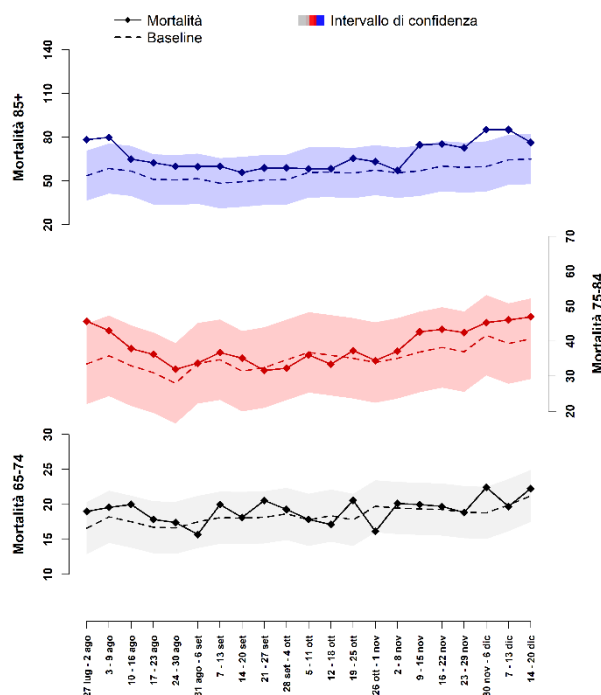 Mortalità
Intervallo di confidenza
Baseline
Mortalità 85+
140
110
80
50
20
Mortalità 75-84
70
60
50
40
30
20
Mortalità 65-74
30
25
20
15
10
27 lug - 2 ago
3 - 9 ago
10 - 16 ago
17 - 23 ago
24 - 30 ago
31 ago - 6 set
7 - 13 set
14 - 20 set
21 - 27 set
28 set - 4 ott
5 - 11 ott
12 - 18 ott
19 - 25 ott
26 ott - 1 nov
2 - 8 nov
9 - 15 nov
16 - 22 nov
23 - 29 nov
30 nov - 6 dic
7 - 13 dic
14 - 20 dic